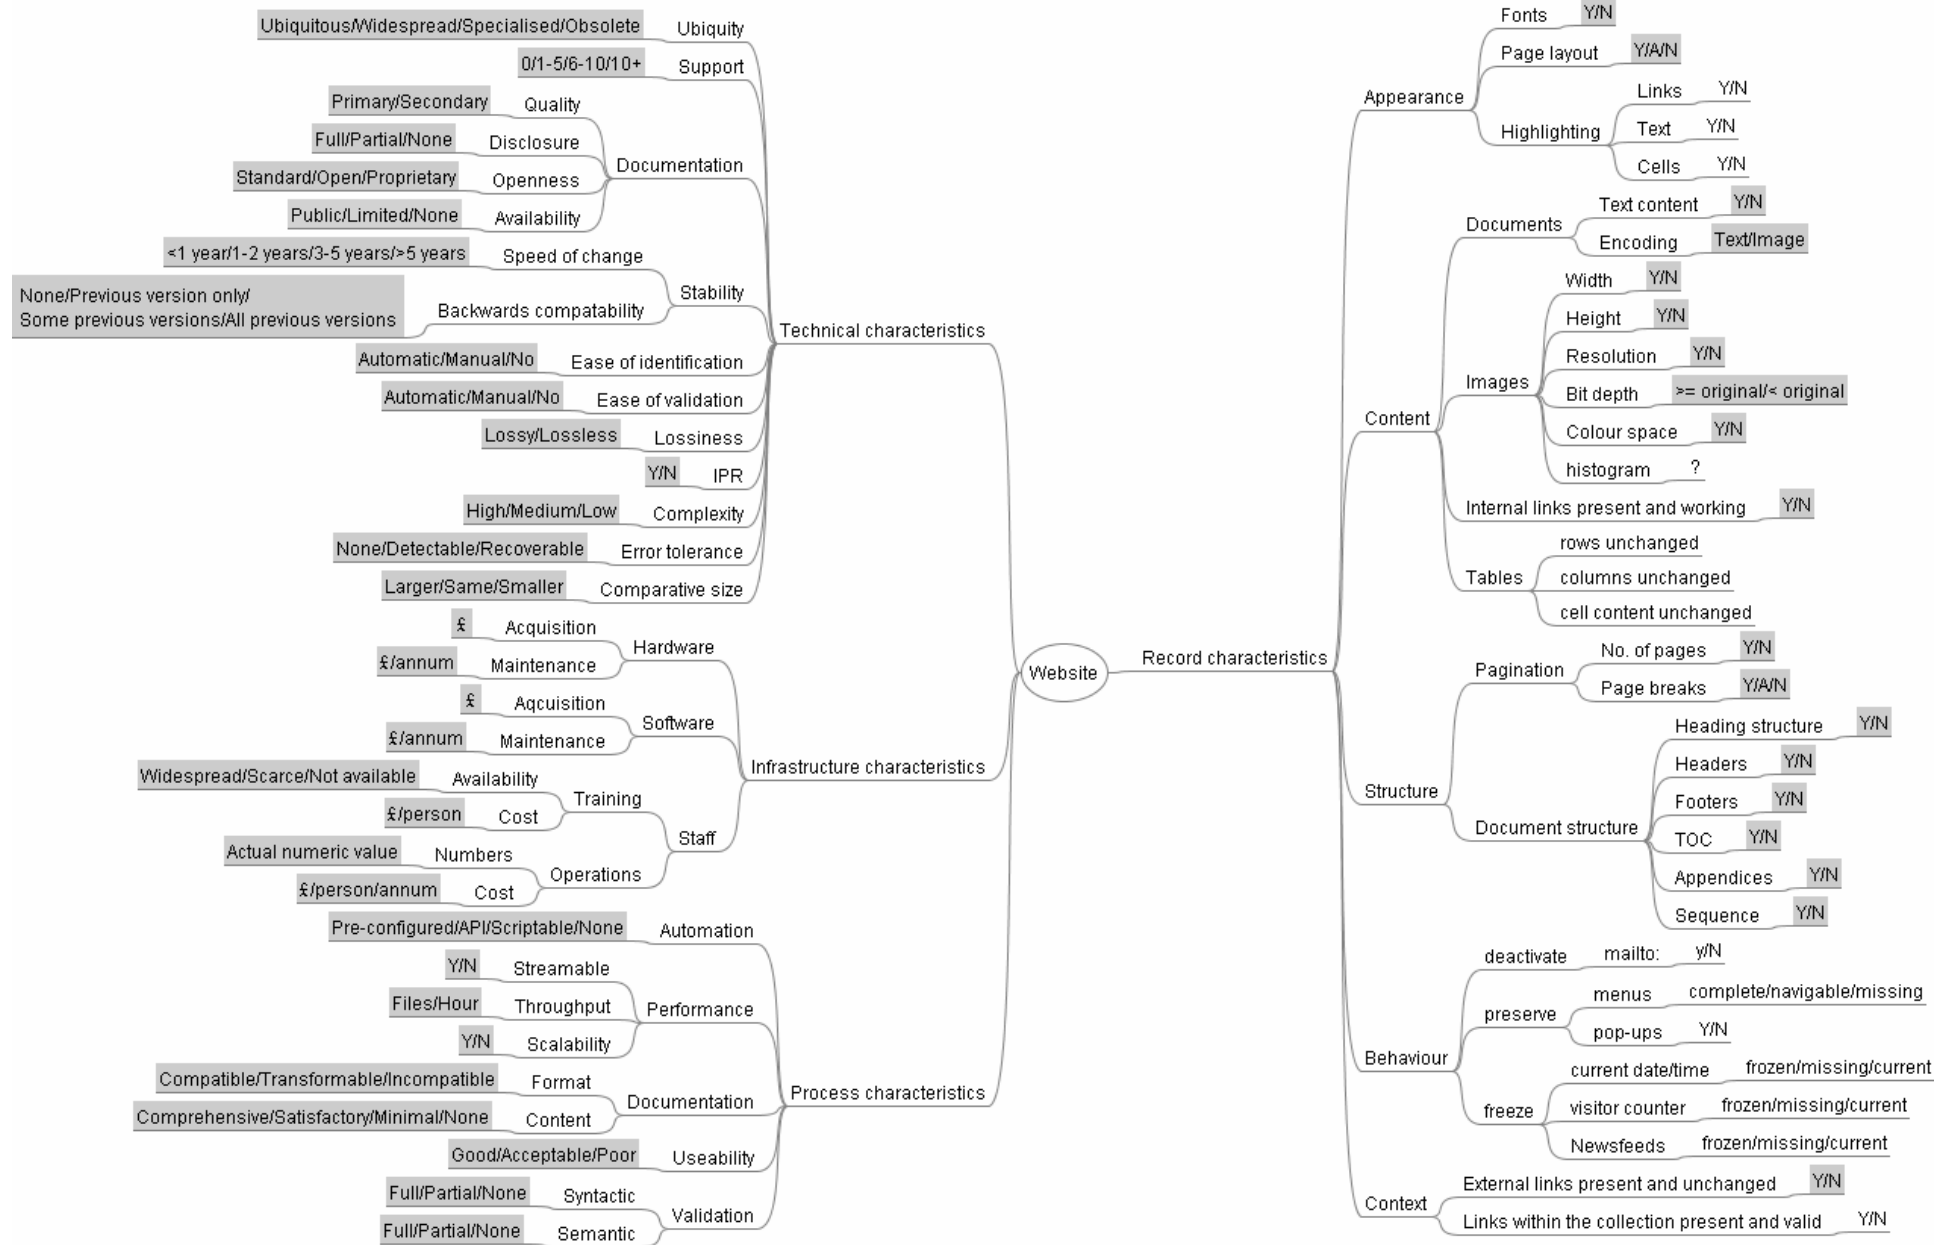 Ubiquitous/Widespread/Specialised/Obsolete Ubiquity
0/1-5/6-10/10+ Support
Primary/Secondary Quality
Full/Partial/None Disclosure
Documentation
Standard/Open/Proprietary Openness
Public/Limited/None Availability
<1 year/1-2 years/3-5 years/>5 years Speed of change
Stability
None/Previous version only/
Some previous versions/All previous versions
Backwards compatability
Technical characteristics
Automatic/Manual/No Ease of identification
Automatic/Manual/No Ease of validation
Lossy/Lossless Lossiness
Y/N IPR
High/Medium/Low Complexity
None/Detectable/Recoverable Error tolerance
Larger/Same/Smaller Comparative size
£ Acquisition
Hardware
£/annum Maintenance
£ Aqcuisition
Software
£/annum Maintenance
Infrastructure characteristics
Widespread/Scarce/Not available Availability
Training
£/person Cost
Staff
Actual numeric value Numbers
Operations
£/person/annum Cost
Pre-configured/API/Scriptable/None Automation
Y/N Streamable
Files/Hour Throughput
Performance
Y/N Scalability
Compatible/Transformable/Incompatible Format
Process characteristics
Documentation
Comprehensive/Satisfactory/Minimal/None Content
Good/Acceptable/Poor Useability
Full/Partial/None Syntactic
Validation
Full/Partial/None Semantic
Website
Record characteristics
Fonts Y/N
Page layout Y/A/N
Appearance
Links Y/N
Highlighting
Text Y/N
Cells Y/N
Text content Y/N
Documents
Encoding Text/Image
Width Y/N
Height Y/N
Resolution Y/N
Images
Bit depth >= original/< original
Content
Colour space Y/N
histogram ?
Internal links present and working Y/N
rows unchanged
Tables
columns unchanged
cell content unchanged
No. of pages Y/N
Pagination
Page breaks Y/A/N
Heading structure Y/N
Headers Y/N
Structure
Footers Y/N
Document structure
TOC Y/N
Appendices Y/N
Sequence Y/N
deactivate mailto: y/N
menus complete/navigable/missing
preserve
pop-ups Y/N
Behaviour
current date/time frozen/missing/current
freeze
visitor counter frozen/missing/current
Newsfeeds frozen/missing/current
External links present and unchanged Y/N
Context
Links within the collection present and valid Y/N